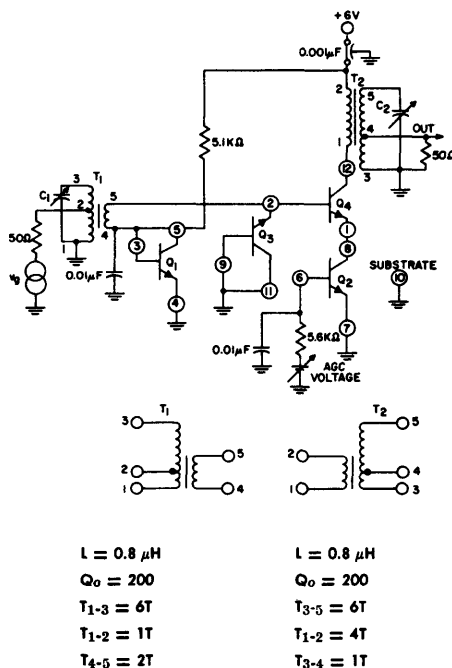 +6V
0.001μF
T2
2
5
C2
5.1KΩ
4
OUT
50Ω
1
3
12
T1
3
C1
2
5
2
Q4
1
4
3
5
Q3
1
50Ω
8
0.01μF
Q1
9
SUBSTRATE
vg
6
Q2
10
4
11
7
0.01μF
5.6KΩ
AGC
VOLTAGE
T1
T2
3
5
5
2
2
4
1
4
1
3
L = 0.8 μH
Qo = 200
T1-3 = 6T
T1-2 = 1T
T4-5 = 2T
L = 0.8 μH
Qo = 200
T3-5 = 6T
T1-2 = 4T
T3-4 = 1T